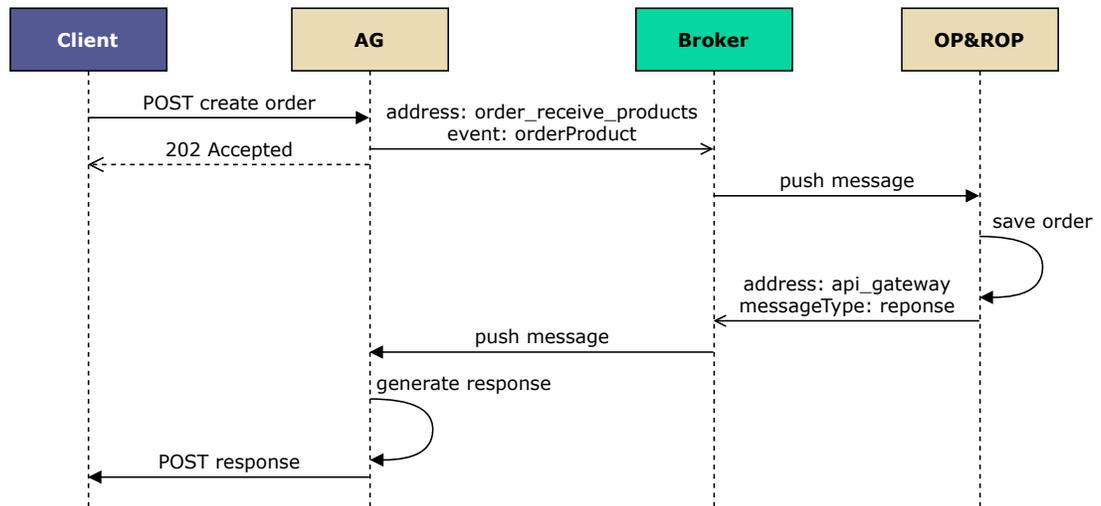 Client
AG
Broker
OP&ROP
POST create order
address: order_receive_products
event: orderProduct
202 Accepted
push message
save order
address: api_gateway
messageType: reponse
push message
generate response
POST response